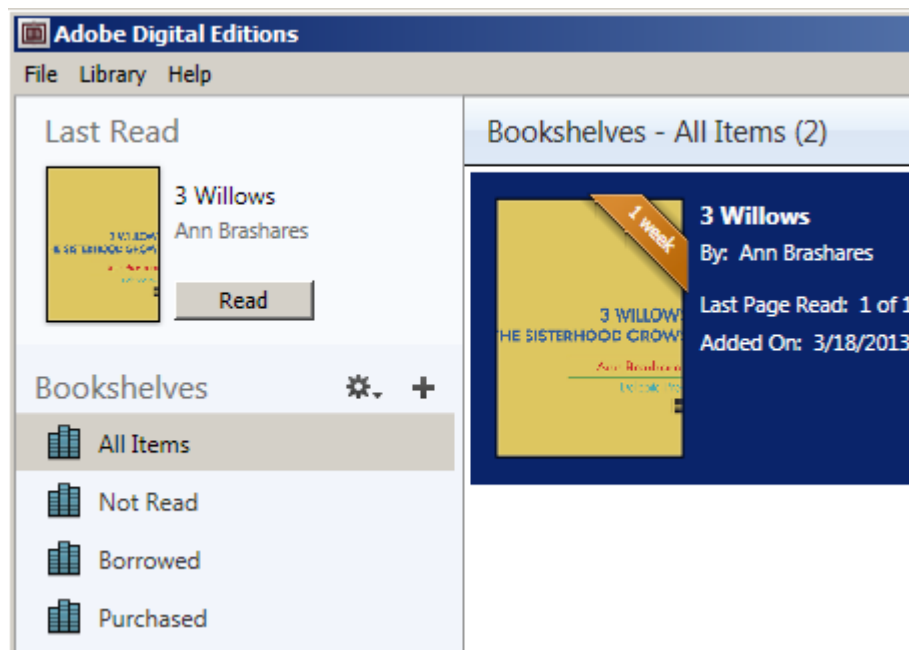 Adobe Digital Editions
File Library Help
Last Read
3 Willows
Ann Brashares
Read
Bookshelves
All Items
Not Read
Borrowed
Purchased
Bookshelves - All Items (2)
1 week
3 WILLOWS
THE SISTERHOOD GROWS
3 Willows
By: Ann Brashares
Last Page Read: 1 of 1
Added On: 3/18/2013